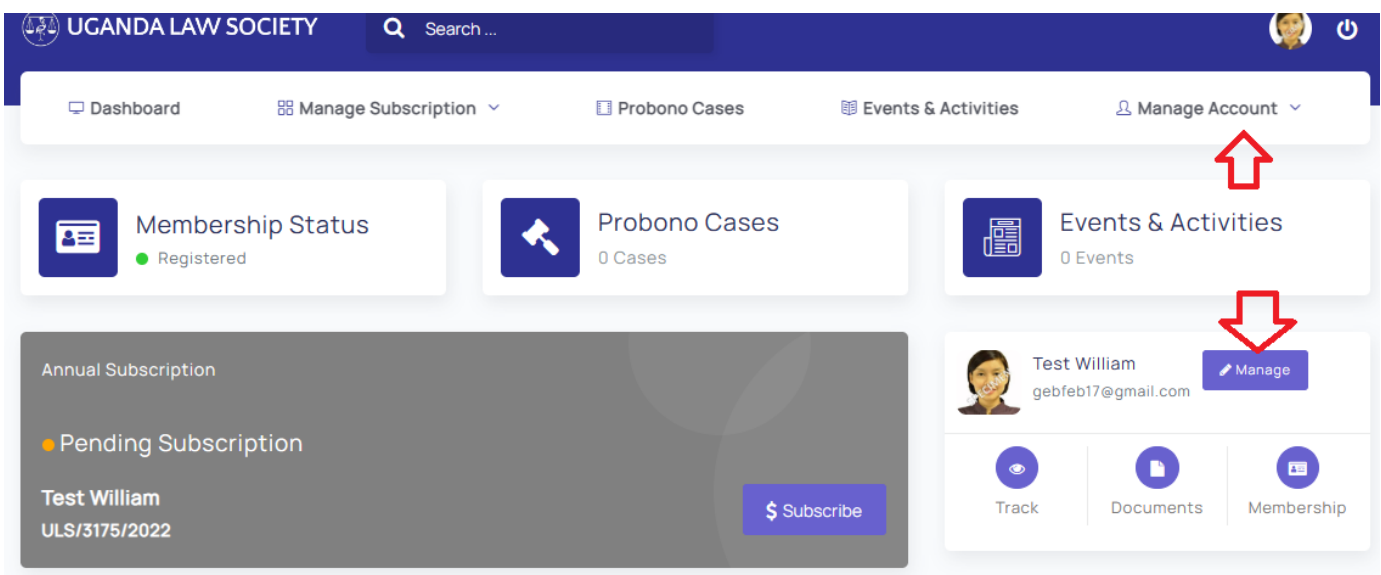 UGANDA LAW SOCIETY
Search ...
Dashboard
Manage Subscription
Probono Cases
Events & Activities
Manage Account
Membership Status
Registered
Probono Cases
0 Cases
Events & Activities
0 Events
Annual Subscription
Pending Subscription
Test William
ULS/3175/2022
$ Subscribe
Test William
gebfeb17@gmail.com
Manage
Track
Documents
Membership